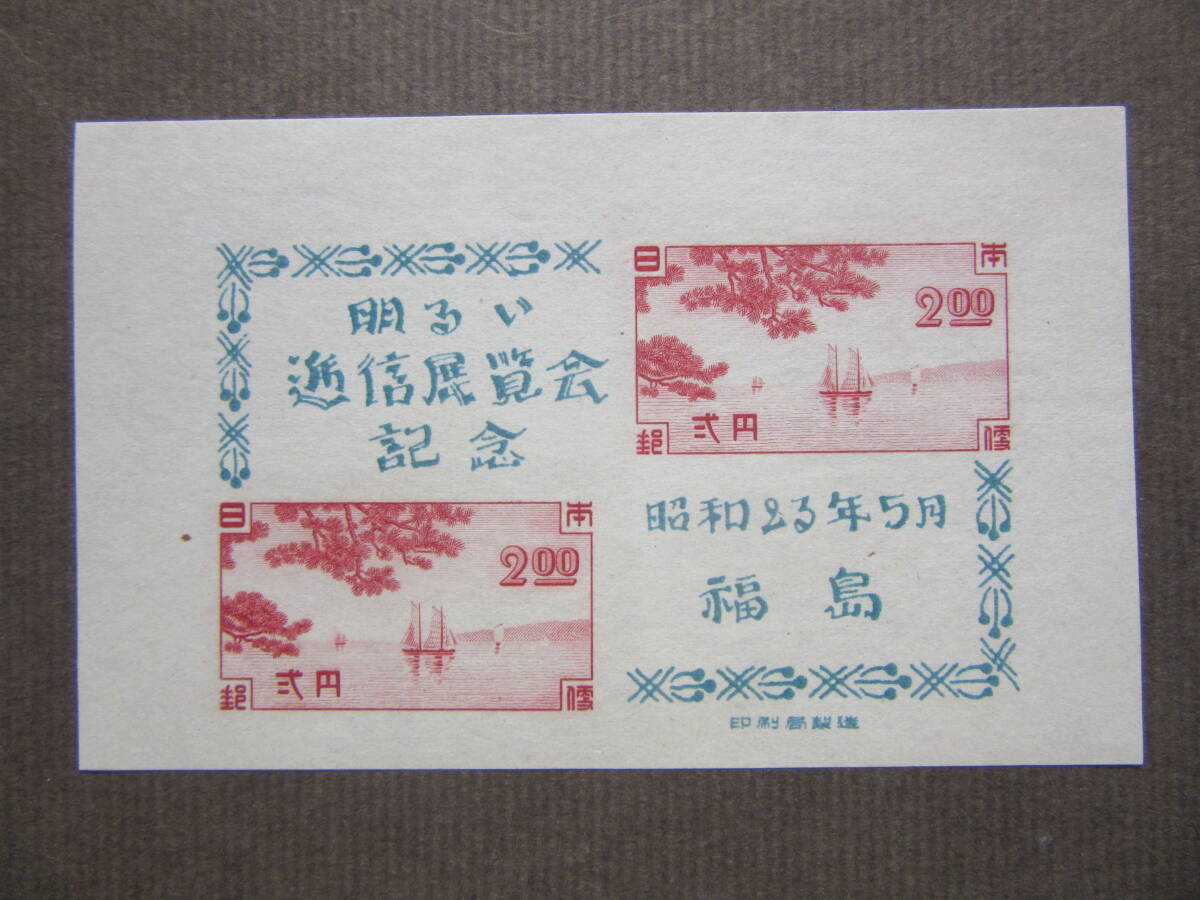 明るい
逓信展覧会
記念
日本
2.00
弐円
郵便
日本
2.00
弐円
郵便
昭和23年5月
福島
印刷局製造